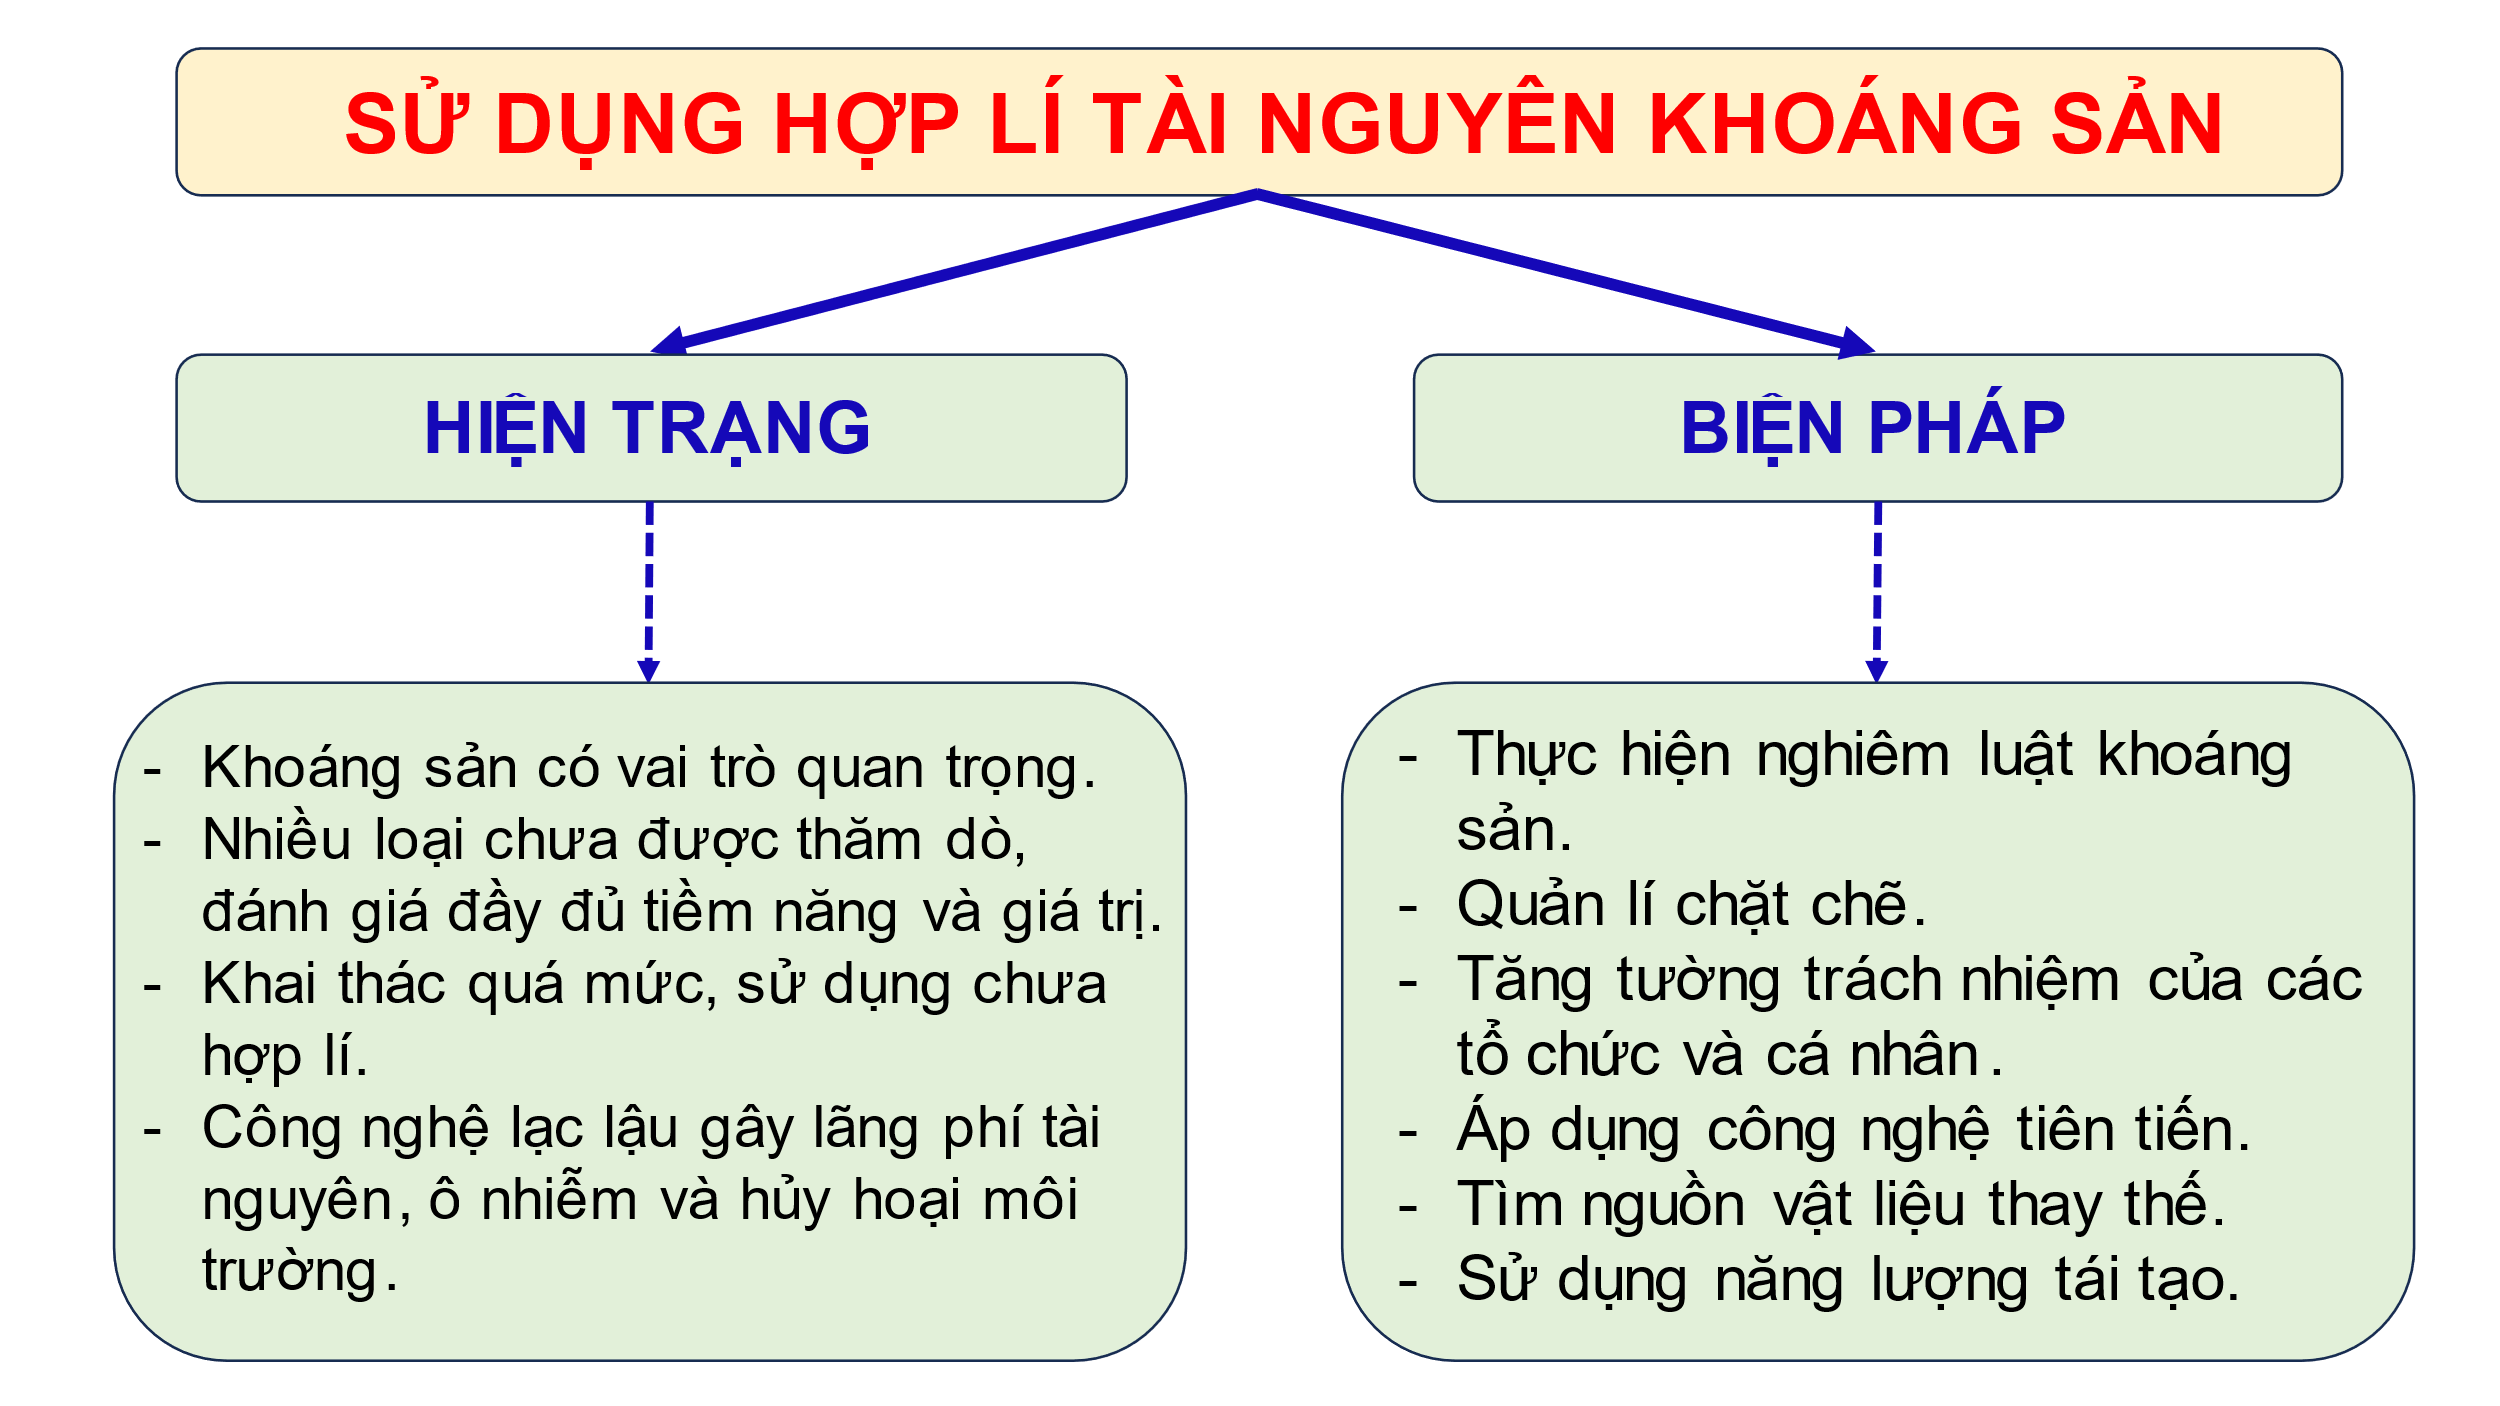 SỬ DỤNG HỢP LÍ TÀI NGUYÊN KHOÁNG SẢN
HIỆN TRẠNG
- Khoáng sản có vai trò quan trọng.
- Nhiều loại chưa được thăm dò,
đánh giá đầy đủ tiềm năng và giá trị.
- Khai thác quá mức, sử dụng chưa
hợp lí.
- Công nghệ lạc lậu gây lãng phí tài
nguyên, ô nhiễm và hủy hoại môi
trường.
BIỆN PHÁP
- Thực hiện nghiêm luật khoáng
sản.
- Quản lí chặt chẽ.
- Tăng tường trách nhiệm của các
tổ chức và cá nhân.
- Áp dụng công nghệ tiên tiến.
- Tìm nguồn vật liệu thay thế.
- Sử dụng năng lượng tái tạo.